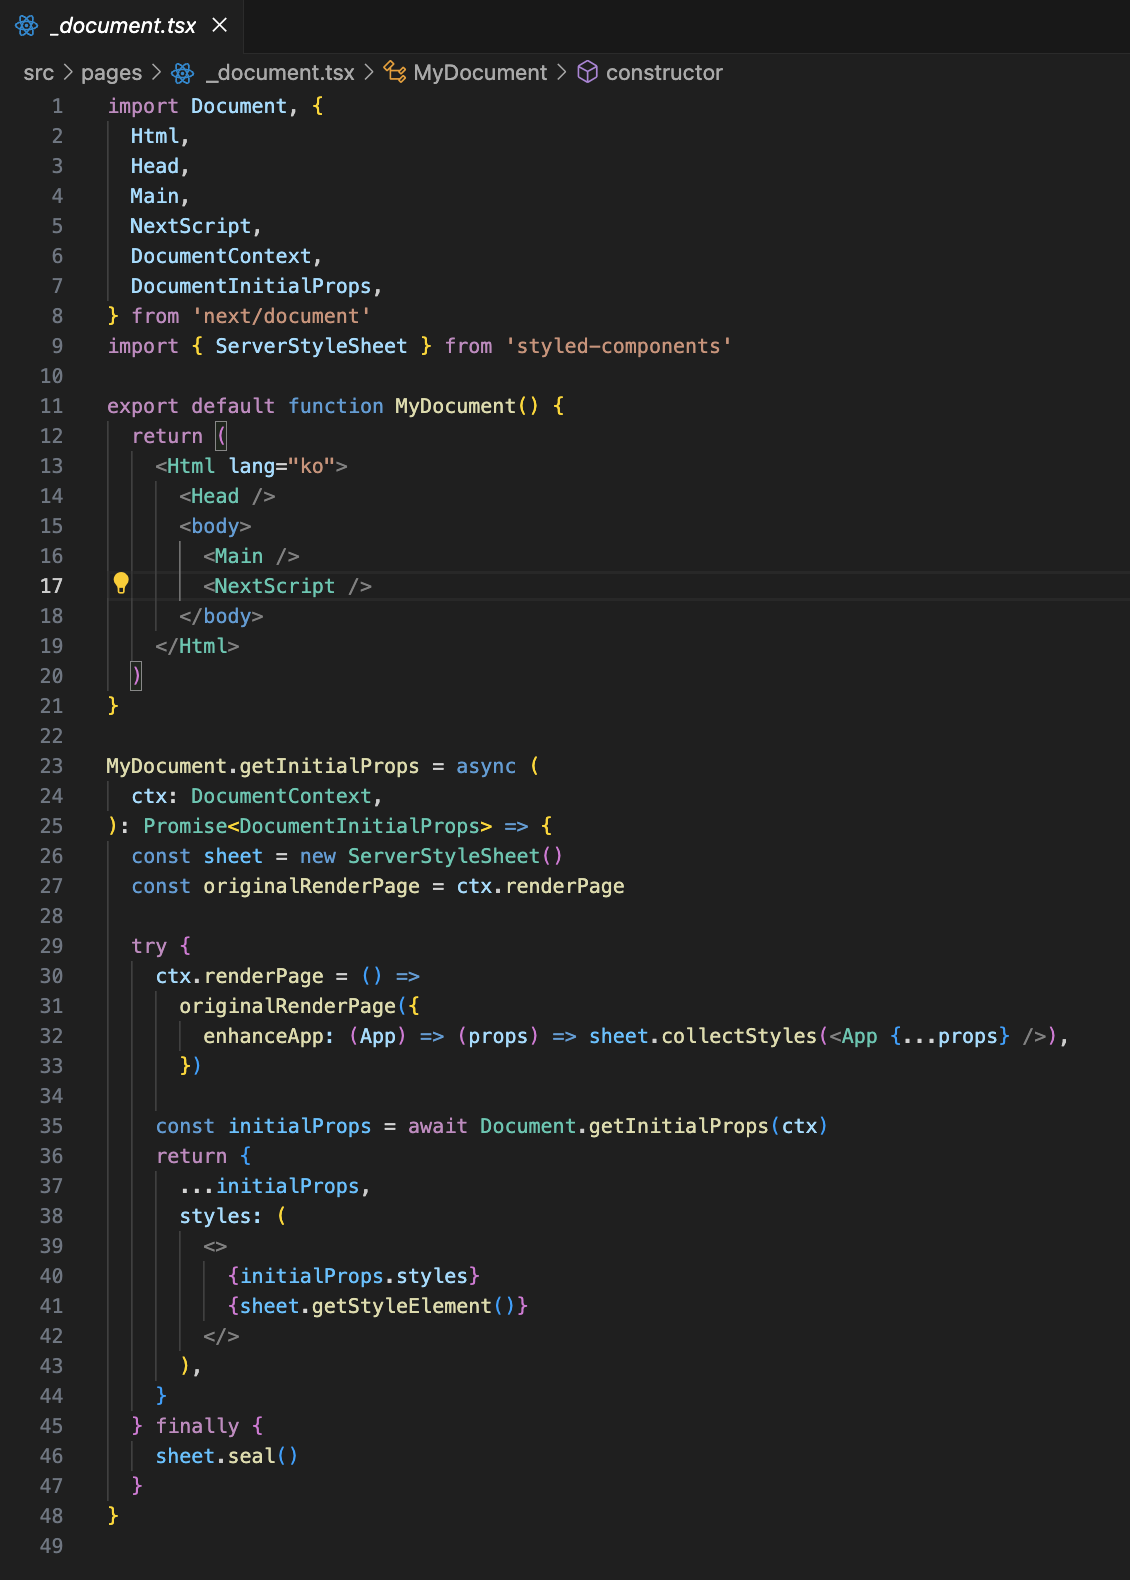 _document.tsx
src > pages > _document.tsx > MyDocument > constructor
1 import Document, {
2   Html,
3   Head,
4   Main,
5   NextScript,
6   DocumentContext,
7   DocumentInitialProps,
8 } from 'next/document'
9 import { ServerStyleSheet } from 'styled-components'
10
11 export default function MyDocument() {
12   return (
13     <Html lang="ko">
14       <Head />
15       <body>
16         <Main />
17         <NextScript />
18       </body>
19     </Html>
20   )
21 }
22
23 MyDocument.getInitialProps = async (
24   ctx: DocumentContext,
25 ): Promise<DocumentInitialProps> => {
26   const sheet = new ServerStyleSheet()
27   const originalRenderPage = ctx.renderPage
28
29   try {
30     ctx.renderPage = () =>
31       originalRenderPage({
32         enhanceApp: (App) => (props) => sheet.collectStyles(<App {...props} />),
33       })
34
35     const initialProps = await Document.getInitialProps(ctx)
36     return {
37       ...initialProps,
38       styles: (
39         <>
40           {initialProps.styles}
41           {sheet.getStyleElement()}
42         </>
43       ),
44     }
45   } finally {
46     sheet.seal()
47   }
48 }
49